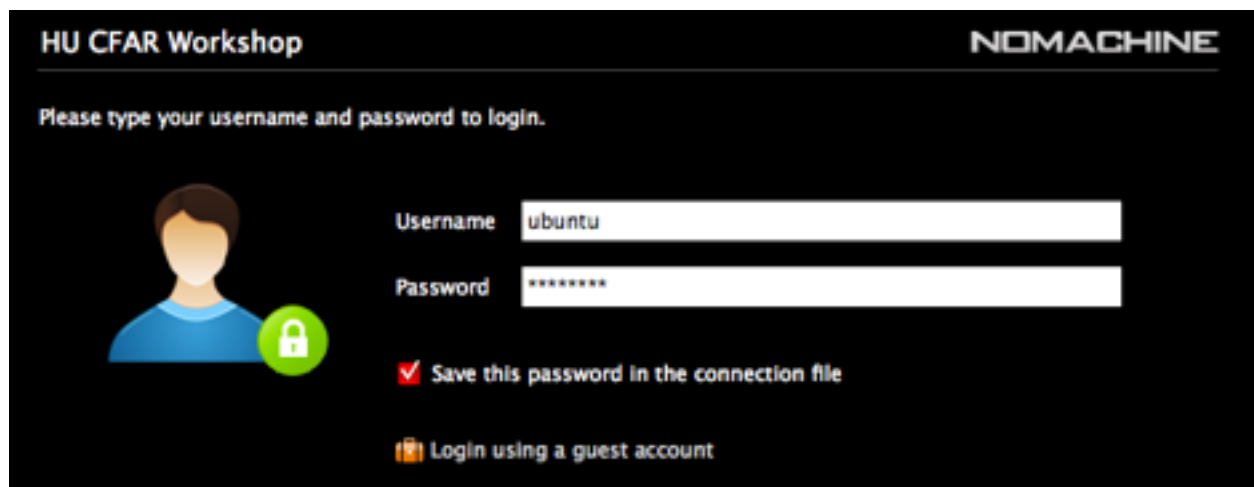 HU CFAR Workshop NOMACHINE
Please type your username and password to login.
Username ubuntu
Password ********
Save this password in the connection file
Login using a guest account